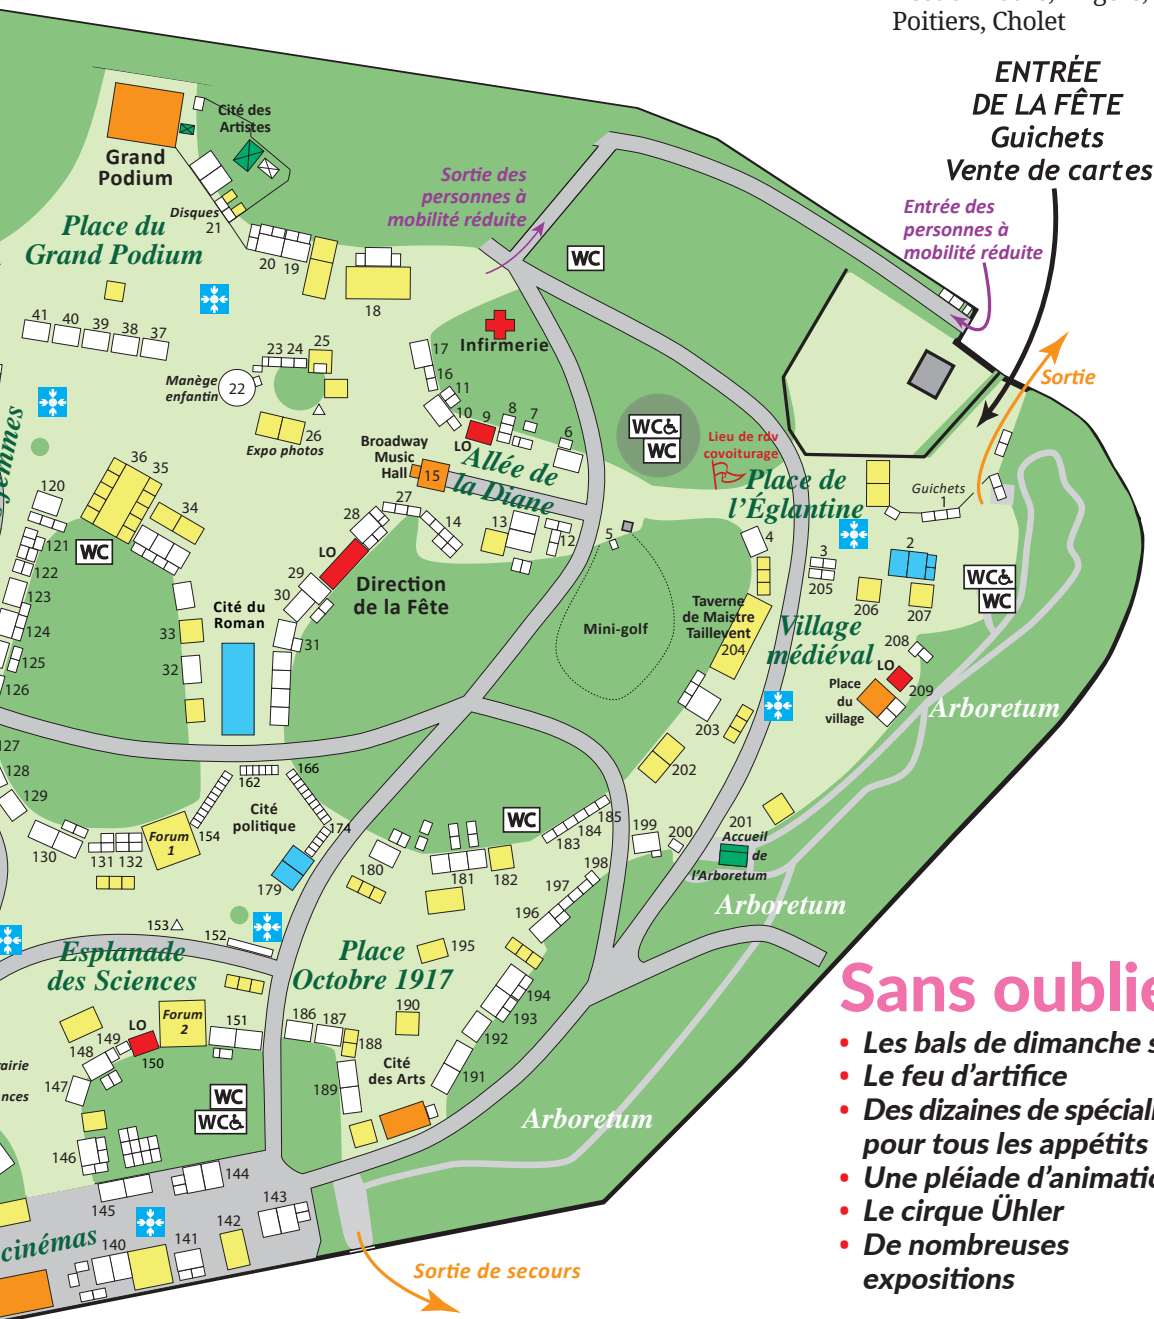 Poitiers, Cholet
ENTRÉE
DE LA FÊTE
Guichets
Vente de cartes
Cité des
Artistes
Grand
Podium
Disques
21
Place du
Grand Podium
20
19
18
Sortie des
personnes à
mobilité réduite
WC
Entrée des
personnes à
mobilité réduite
Sortie
41
40
39
38
37
23
24
25
Manège
enfantin
22
26
Expo photos
Infirmerie
17
16
11
10
9
8
7
6
LO
Broadway
Music
Hall
15
Allée de
la Diane
WC
WC
Lieu de rdv
covoiturage
Place de
l'Églantine
Guichets
1
femmes
36
35
34
120
121
122
123
124
125
126
WC
27
28
14
13
12
5
LO
29
30
31
Direction
de la Fête
Cité du
Roman
33
32
Mini-golf
4
3
205
2
206
207
WC
WC
Taverne
de Maistre
Taillevent
204
Village
médiéval
208
LO
209
Place
du
village
Arboretum
203
202
127
128
129
130
131
132
Forum
1
154
162
166
Cité
politique
174
179
WC
185
184
183
199
200
201
Accueil
de
l'Arboretum
Arboretum
180
181
182
198
197
196
153
152
Esplanade
des Sciences
Place
Octobre 1917
195
194
193
192
191
190
186
187
188
189
Cité
des Arts
LO
Forum
2
151
150
149
148
147
146
rairie
nces
WC
WC
145
144
143
142
141
140
cinémas
Arboretum
Sortie de secours
Sans oublie
• Les bals de dimanche s
• Le feu d'artifice
• Des dizaines de spéciali
pour tous les appétits
• Une pléiade d'animatio
• Le cirque Ühler
• De nombreuses
expositions